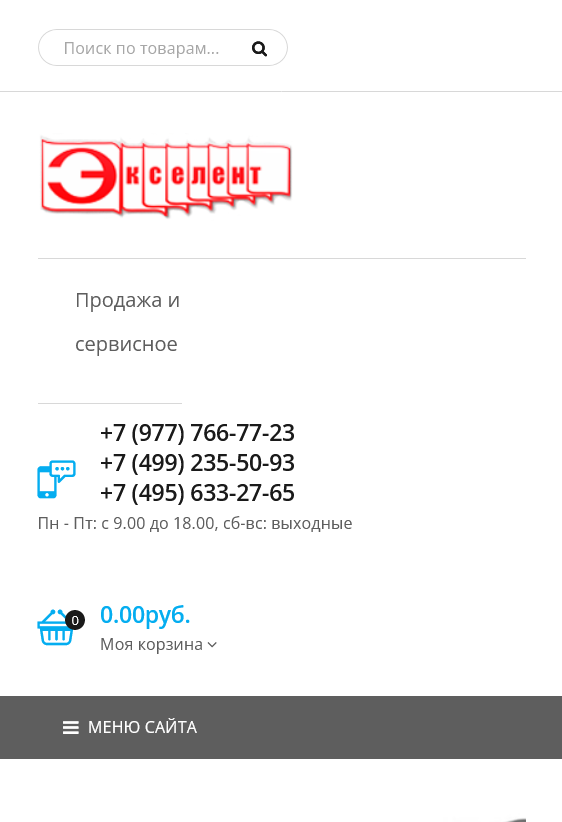 Поиск по товарам...
Экселент
Продажа и
сервисное
+7 (977) 766-77-23
+7 (499) 235-50-93
+7 (495) 633-27-65
Пн - Пт: с 9.00 до 18.00, сб-вс: выходные
0.00руб.
0
Моя корзина
МЕНЮ САЙТА